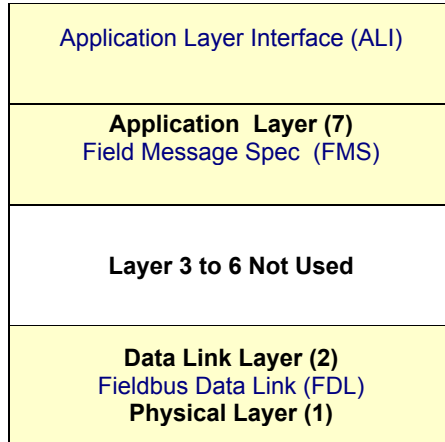 Application Layer Interface (ALI)
Application Layer (7)
Field Message Spec (FMS)
Layer 3 to 6 Not Used
Data Link Layer (2)
Fieldbus Data Link (FDL)
Physical Layer (1)